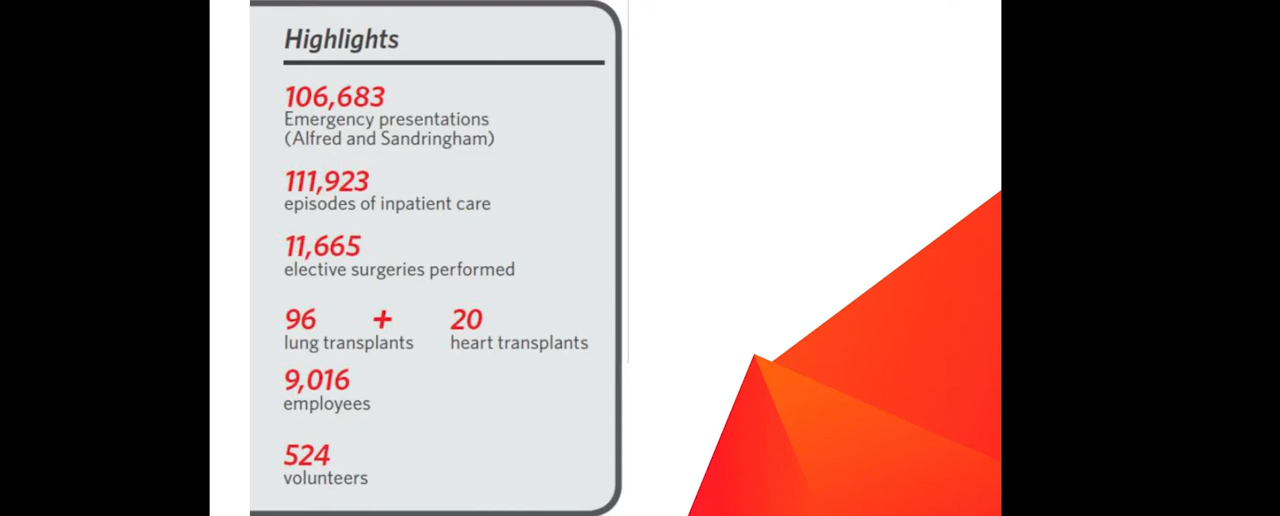 Highlights
106,683
Emergency presentations
(Alfred and Sandringham)
111,923
episodes of inpatient care
11,665
elective surgeries performed
96 + 20
lung transplants heart transplants
9,016
employees
524
volunteers